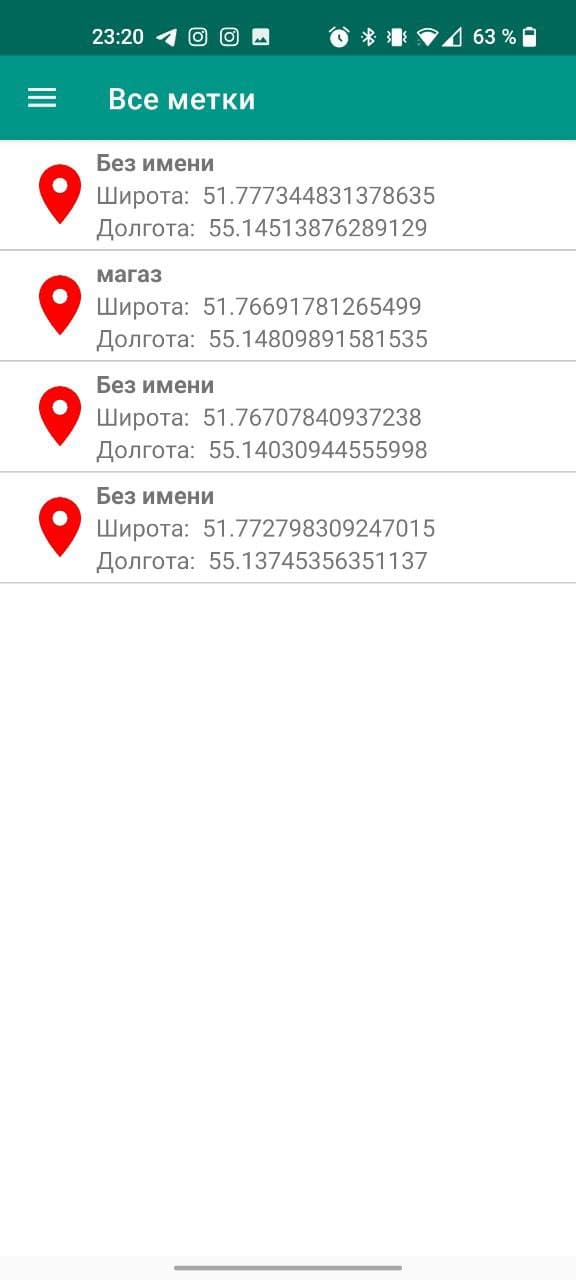 23:20 63 %
Все метки
Без имени
Широта: 51.777344831378635
Долгота: 55.14513876289129
магаз
Широта: 51.76691781265499
Долгота: 55.14809891581535
Без имени
Широта: 51.76707840937238
Долгота: 55.14030944555998
Без имени
Широта: 51.772798309247015
Долгота: 55.13745356351137